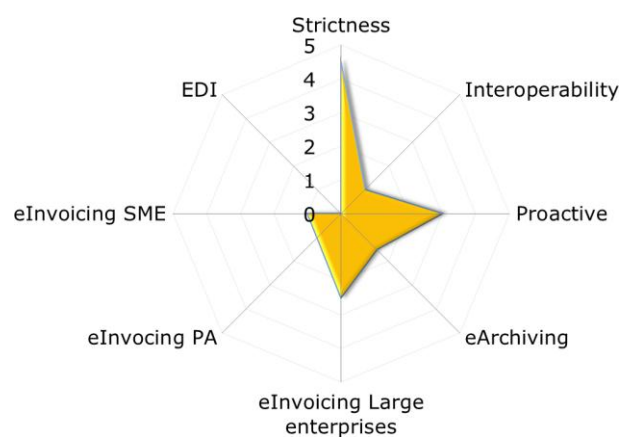 Strictness
5
EDI
4
Interoperability
3
2
1
eInvoicing SME
0
Proactive
eInvocing PA
eArchiving
eInvoicing Large
enterprises